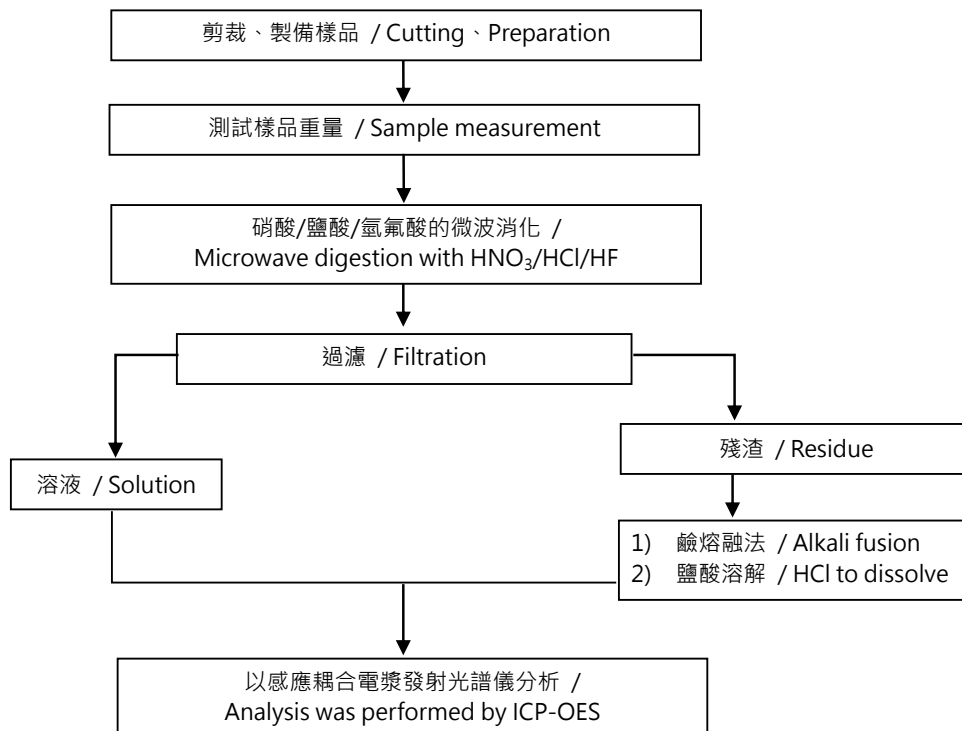 剪裁、製備樣品 / Cutting、Preparation
測試樣品重量 / Sample measurement
硝酸/鹽酸/氫氟酸的微波消化 /
Microwave digestion with HNO₃/HCl/HF
過濾 / Filtration
溶液 / Solution
殘渣 / Residue
1) 鹼熔融法 / Alkali fusion
2) 鹽酸溶解 / HCl to dissolve
以感應耦合電漿發射光譜儀分析 /
Analysis was performed by ICP-OES